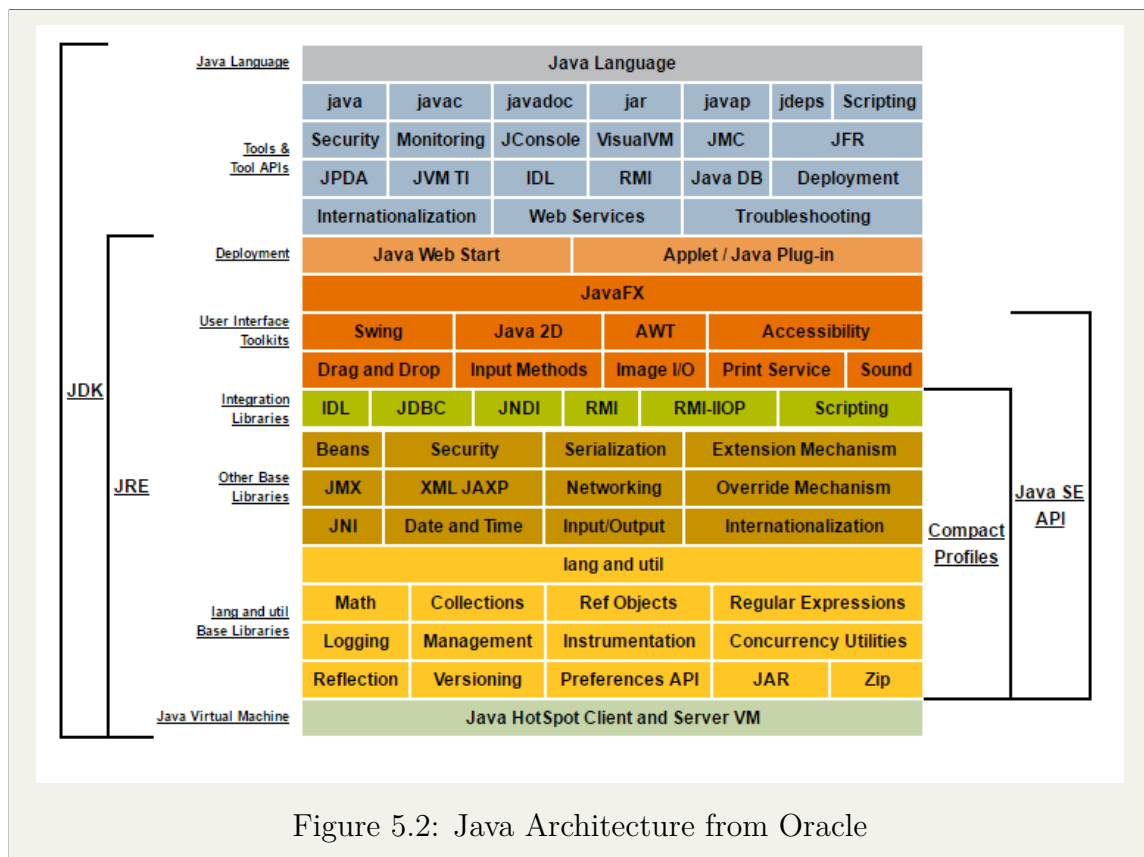 Java Language
Java Language
java javac javadoc jar javap jdeps Scripting
Tools &
Tool APIs
Security Monitoring JConsole VisualVM JMC JFR
JPDA JVM TI IDL RMI Java DB Deployment
Internationalization Web Services Troubleshooting
Deployment
Java Web Start Applet / Java Plug-in
JavaFX
User Interface
Toolkits
Swing Java 2D AWT Accessibility
Drag and Drop Input Methods Image I/O Print Service Sound
JDK
Integration
Libraries
IDL JDBC JNDI RMI RMI-IIOP Scripting
Beans Security Serialization Extension Mechanism
JRE
Other Base
Libraries
JMX XML JAXP Networking Override Mechanism
Java SE
API
JNI Date and Time Input/Output Internationalization
Compact
Profiles
lang and util
lang and util
Base Libraries
Math Collections Ref Objects Regular Expressions
Logging Management Instrumentation Concurrency Utilities
Reflection Versioning Preferences API JAR Zip
Java Virtual Machine
Java HotSpot Client and Server VM
Figure 5.2: Java Architecture from Oracle